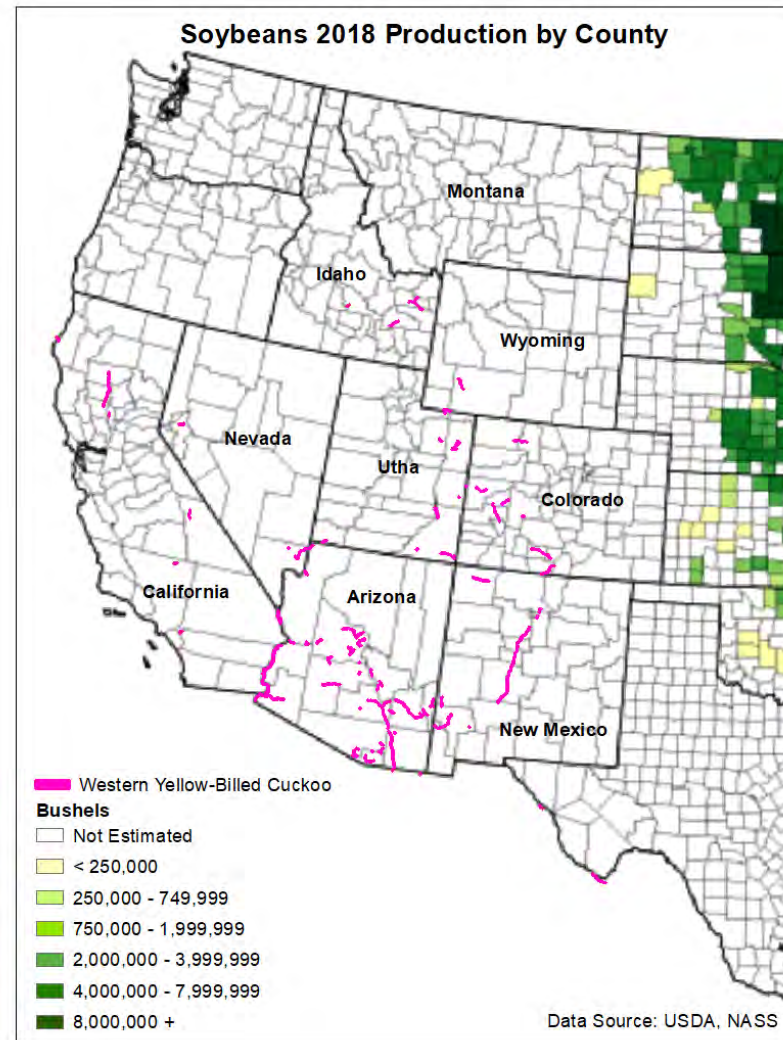 Soybeans 2018 Production by County
Montana
Idaho
Wyoming
Nevada
Utha
Colorado
California
Arizona
New Mexico
Western Yellow-Billed Cuckoo
Bushels
Not Estimated
< 250,000
250,000 - 749,999
750,000 - 1,999,999
2,000,000 - 3,999,999
4,000,000 - 7,999,999
8,000,000 +
Data Source: USDA, NASS